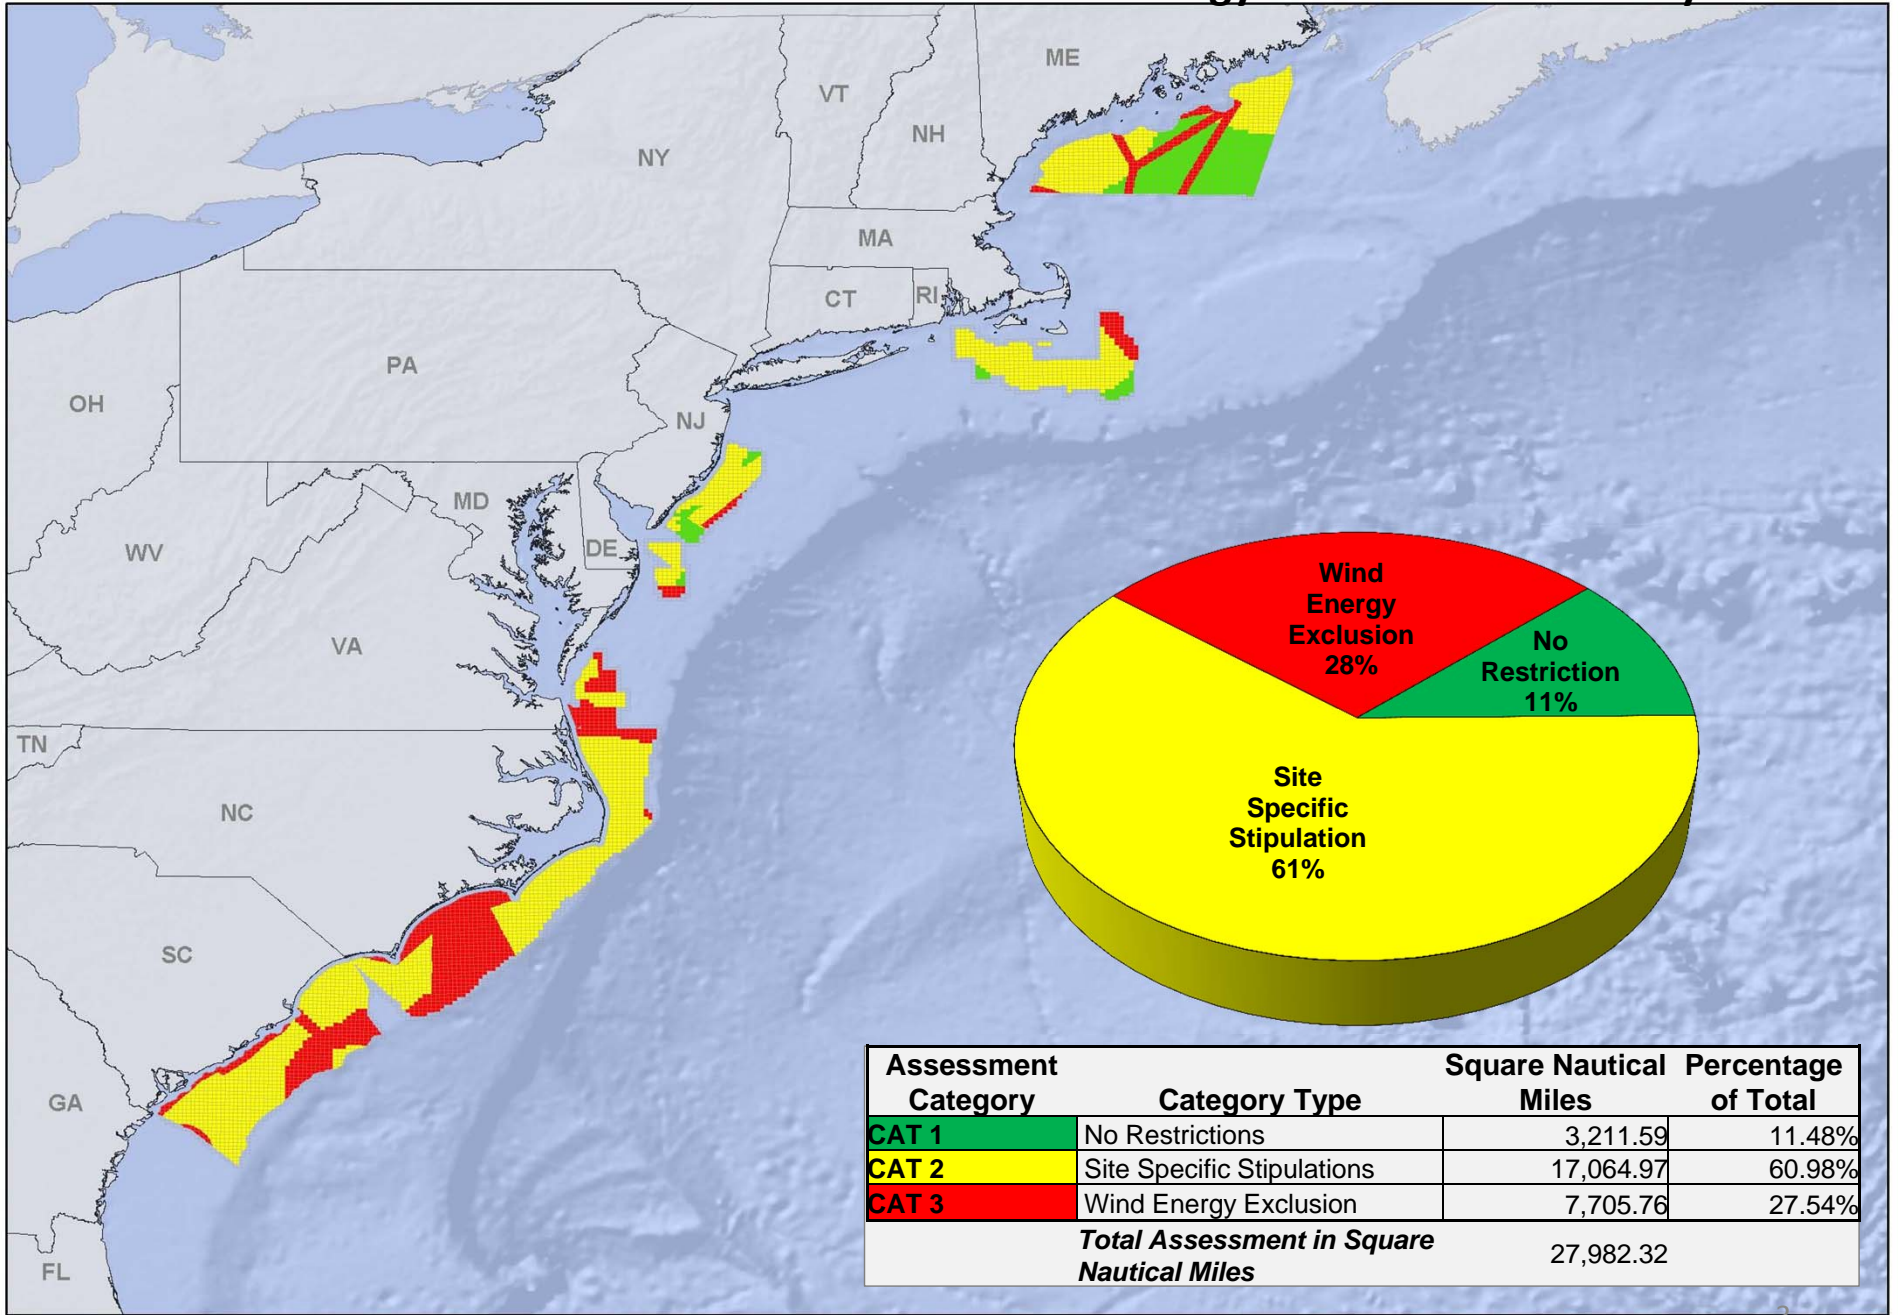 ME
VT
NH
NY
MA
CT
RI
PA
OH
NJ
MD
WV
DE
VA
TN
NC
SC
GA
FL
Wind
Energy
Exclusion
28%
No
Restriction
11%
Site
Specific
Stipulation
61%
Assessment Category Category Type Square Nautical Miles Percentage of Total
CAT 1 No Restrictions 3,211.59 11.48%
CAT 2 Site Specific Stipulations 17,064.97 60.98%
CAT 3 Wind Energy Exclusion 7,705.76 27.54%
Total Assessment in Square
Nautical Miles 27,982.32